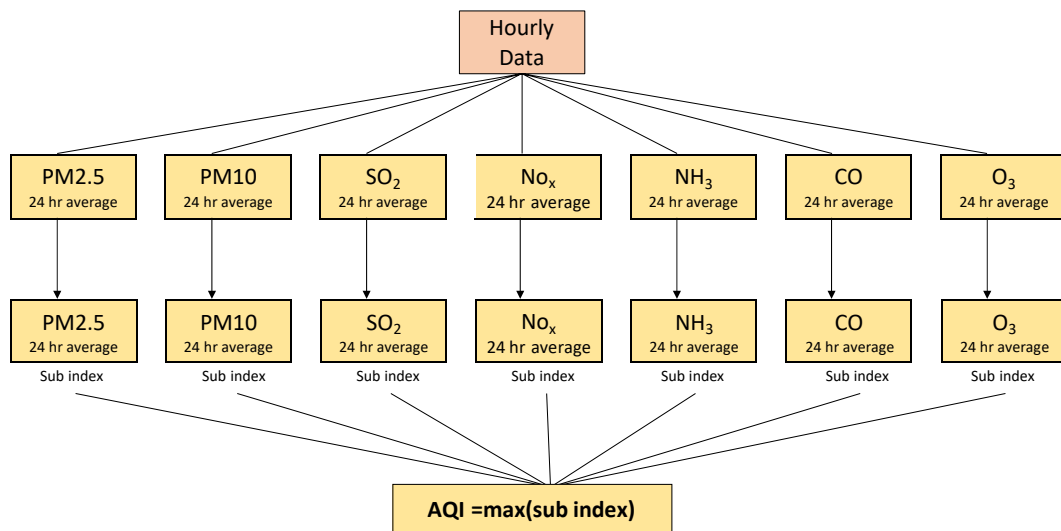 Hourly
Data
PM2.5
24 hr average
PM10
24 hr average
SO₂
24 hr average
Noₓ
24 hr average
NH₃
24 hr average
CO
24 hr average
O₃
24 hr average
PM2.5
24 hr average
PM10
24 hr average
SO₂
24 hr average
Noₓ
24 hr average
NH₃
24 hr average
CO
24 hr average
O₃
24 hr average
Sub index
Sub index
Sub index
Sub index
Sub index
Sub index
Sub index
AQI =max(sub index)